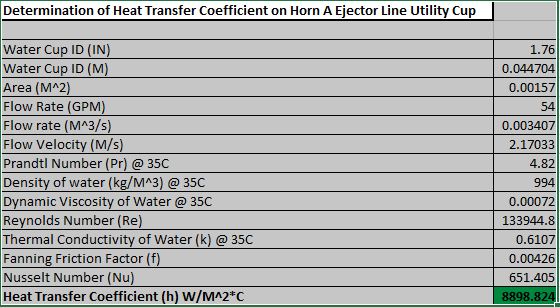 Determination of Heat Transfer Coefficient on Horn A Ejector Line Utility Cup
Water Cup ID (IN) 1.76
Water Cup ID (M) 0.044704
Area (M^2) 0.00157
Flow Rate (GPM) 54
Flow rate (M^3/s) 0.003407
Flow Velocity (M/s) 2.17033
Prandtl Number (Pr) @ 35C 4.82
Density of water (kg/M^3) @ 35C 994
Dynamic Viscosity of Water @ 35C 0.00072
Reynolds Number (Re) 133944.8
Thermal Conductivity of Water (k) @ 35C 0.6107
Fanning Friction Factor (f) 0.00426
Nusselt Number (Nu) 651.405
Heat Transfer Coefficient (h) W/M^2*C 8898.824